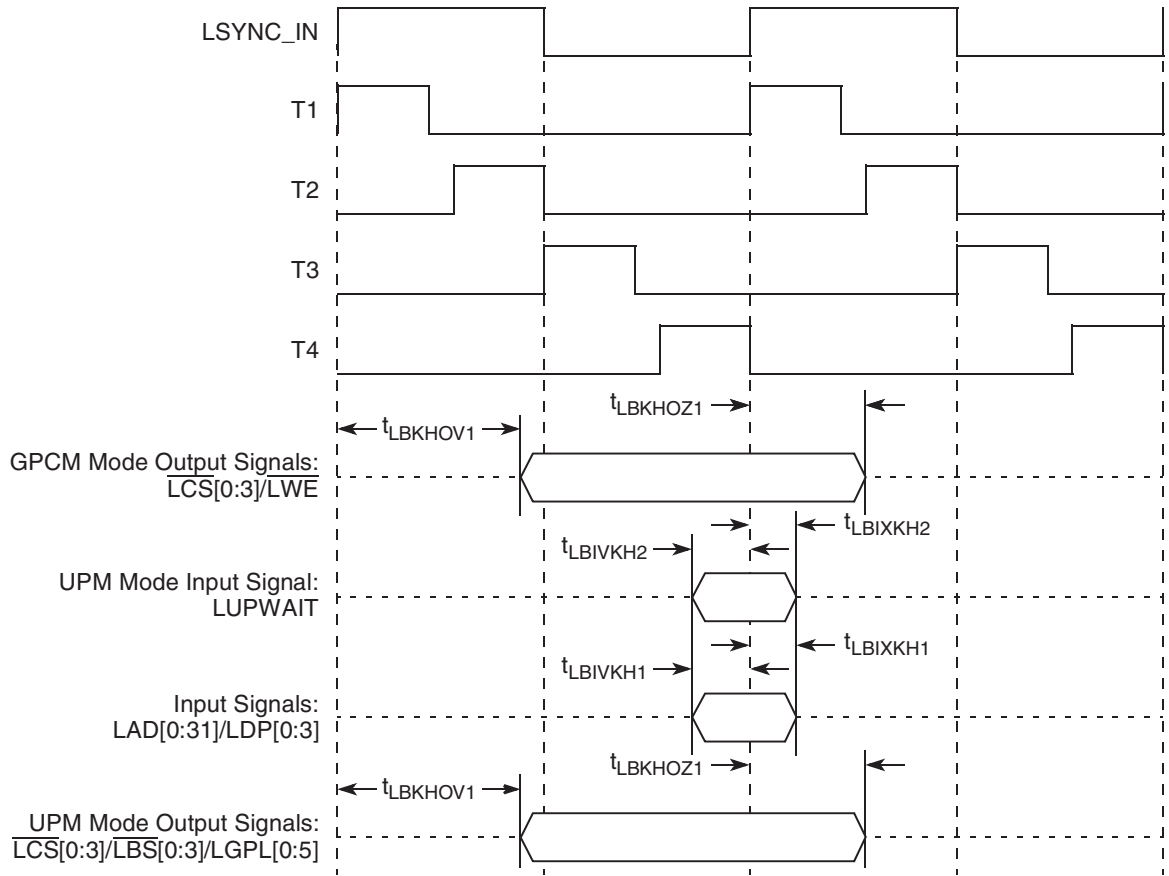 LSYNC_IN
T1
T2
T3
T4
tLBKHOZ1
tLBKHOV1
GPCM Mode Output Signals:
LCS[0:3]/LWE
tLBIXKH2
tLBIVKH2
UPM Mode Input Signal:
LUPWAIT
tLBIXKH1
tLBIVKH1
Input Signals:
LAD[0:31]/LDP[0:3]
tLBKHOZ1
tLBKHOV1
UPM Mode Output Signals:
LCS[0:3]/LBS[0:3]/LGPL[0:5]